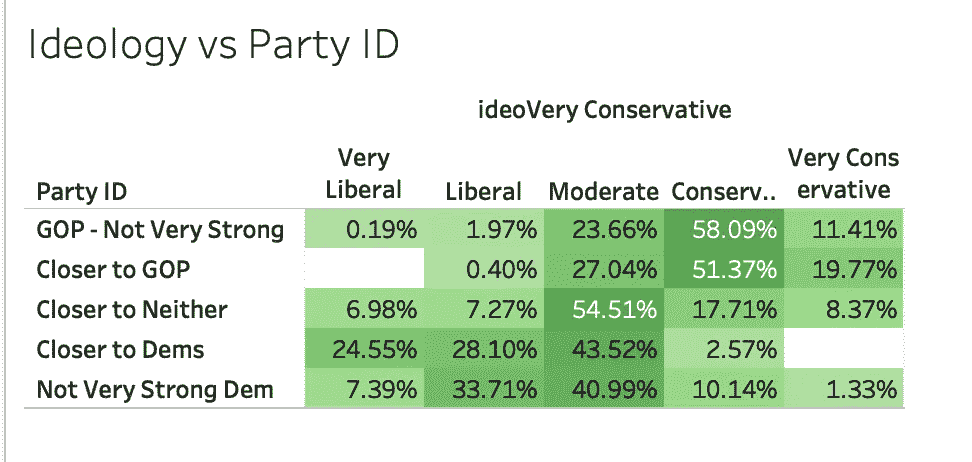 Ideology vs Party ID
ideoVery Conservative
Very Cons
Very
Party ID Liberal Liberal Moderate Conserv.. ervative
GOP - Not Very Strong 0.19% 1.97% 23.66% 58.09% 11.41%
Closer to GOP 0.40% 27.04% 51.37% 19.77%
Closer to Neither 6.98% 7.27% 54.51% 17.71% 8.37%
Closer to Dems 24.55% 28.10% 43.52% 2.57%
Not Very Strong Dem 7.39% 33.71% 40.99% 10.14% 1.33%